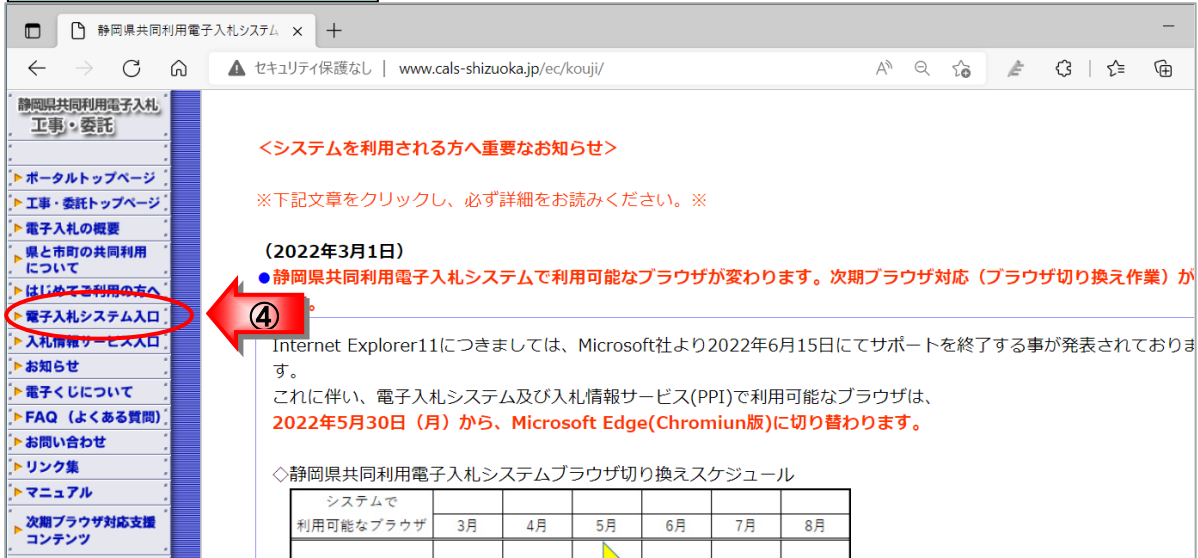 静岡県共同利用電子入札システム
セキュリティ保護なし | www.cals-shizuoka.jp/ec/kouji/
静岡県共同利用電子入札
工事・委託
ポータルトップページ
工事・委託トップページ
電子入札の概要
県と市町の共同利用
について
はじめてご利用の方へ
電子入札システム入口
入札情報サービス入口
お知らせ
電子くじについて
FAQ(よくある質問)
お問い合わせ
リンク集
マニュアル
次期ブラウザ対応支援
コンテンツ
④
<システムを利用される方へ重要なお知らせ>
※下記文章をクリックし、必ず詳細をお読みください。※
(2022年3月1日)
●静岡県共同利用電子入札システムで利用可能なブラウザが変わります。次期ブラウザ対応(ブラウザ切り換え作業)が
。
Internet Explorer11につきましては、Microsoft社より2022年6月15日にてサポートを終了する事が発表されておりま
す。
これに伴い、電子入札システム及び入札情報サービス(PPI)で利用可能なブラウザは、
2022年5月30日(月)から、Microsoft Edge(Chromiun版)に切り替わります。
◇静岡県共同利用電子入札システムブラウザ切り換えスケジュール
システムで
利用可能なブラウザ 3月 4月 5月 6月 7月 8月